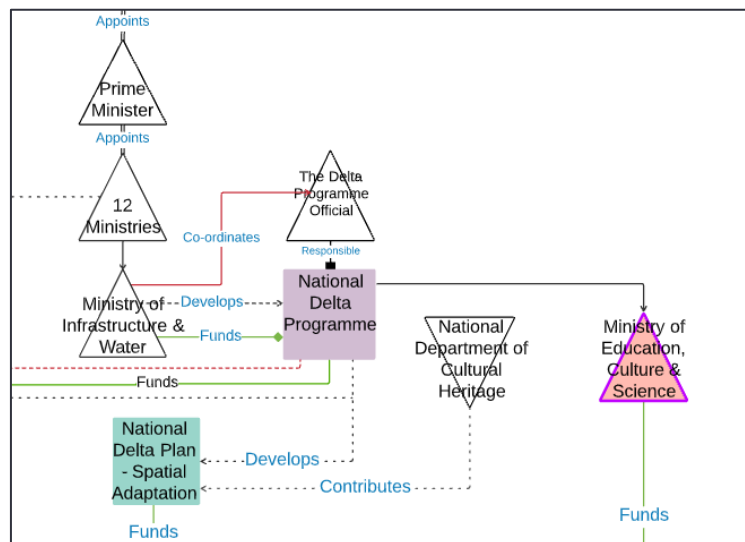 Appoints
Prime
Minister
Appoints
12
Ministries
The Delta
Programme
Official
Co-ordinates
Responsible
Ministry of
Infrastructure &
Water
Develops
Funds
National
Delta
Programme
National
Department of
Cultural
Heritage
Ministry of
Education,
Culture &
Science
Funds
National
Delta Plan
- Spatial
Adaptation
Develops
Contributes
Funds
Funds